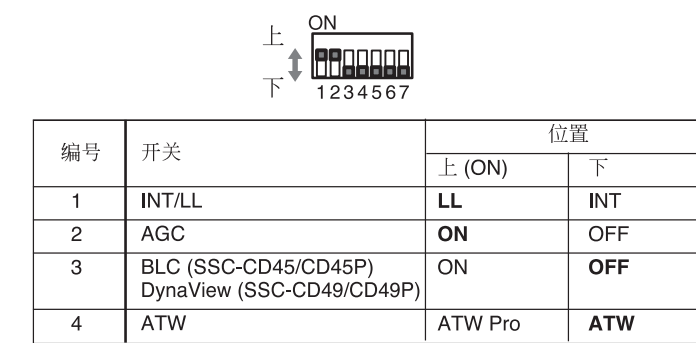 ON
上
下
1234567
编号 开关 位置
上 (ON) 下
1 INT/LL LL INT
2 AGC ON OFF
3 BLC (SSC-CD45/CD45P) ON OFF
DynaView (SSC-CD49/CD49P)
4 ATW ATW Pro ATW